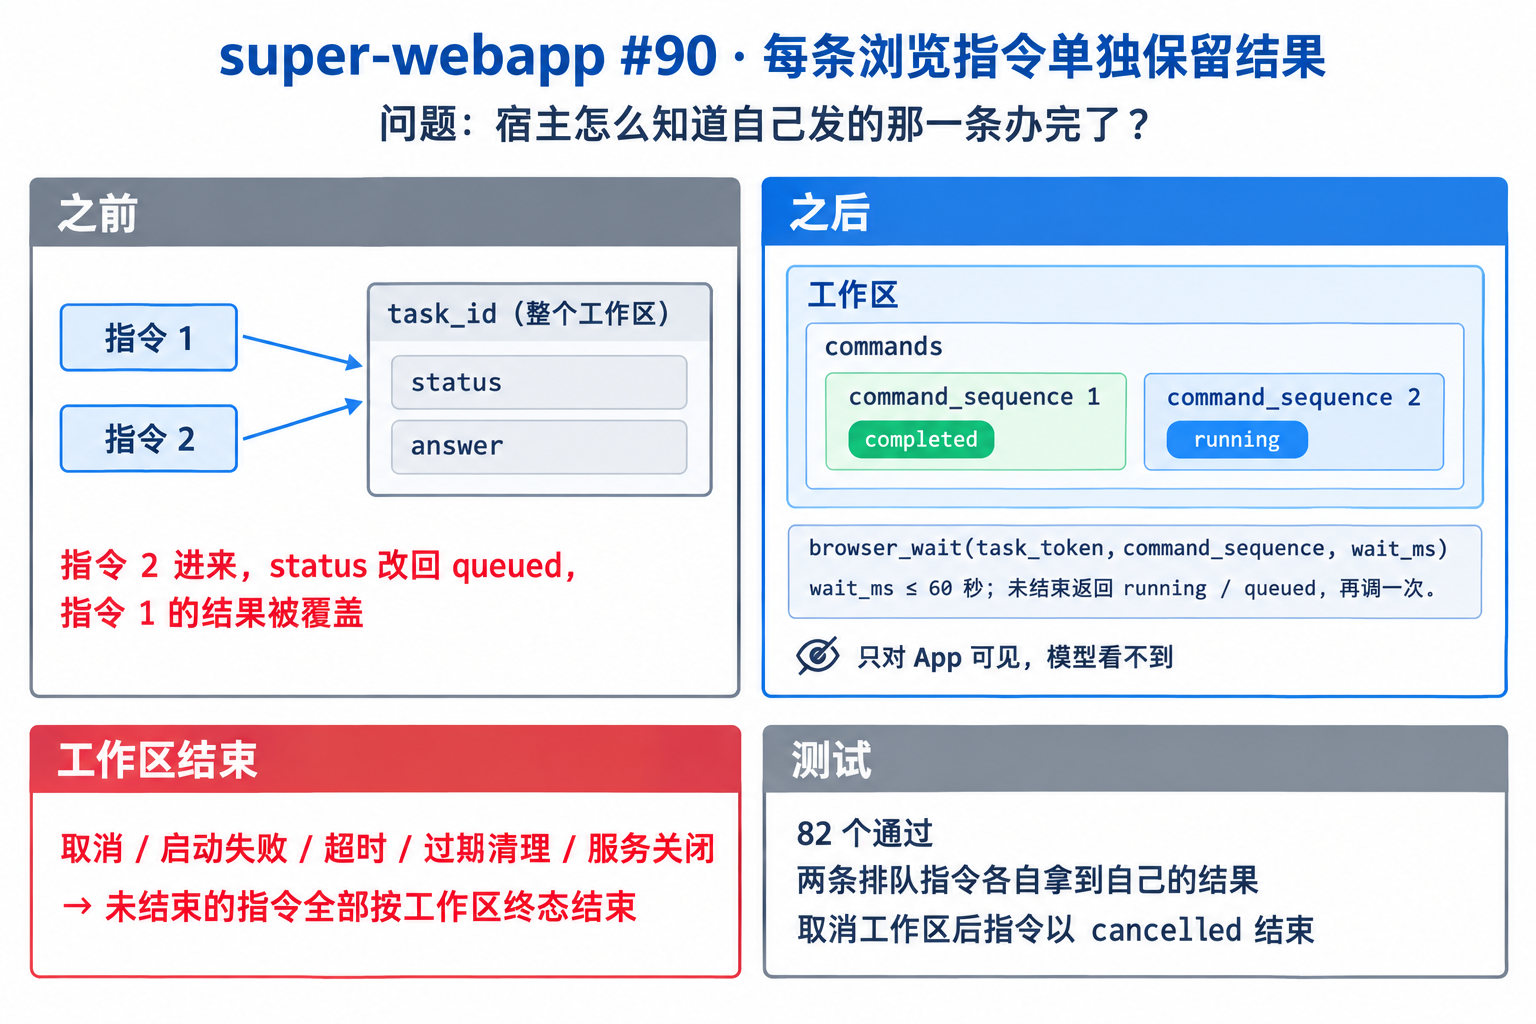 super-webapp #90 · 每条浏览指令单独保留结果
问题：宿主怎么知道自己发的那一条办完了？
之前
指令 1
指令 2
task_id（整个工作区）
status
answer
指令 2 进来，status 改回 queued，
指令 1 的结果被覆盖
之后
工作区
commands
command_sequence 1
completed
command_sequence 2
running
browser_wait(task_token, command_sequence, wait_ms)
wait_ms ≤ 60 秒；未结束返回 running / queued，再调一次。
只对 App 可见，模型看不到
工作区结束
取消 / 启动失败 / 超时 / 过期清理 / 服务关闭
→ 未结束的指令全部按工作区终态结束
测试
82 个通过
两条排队指令各自拿到自己的结果
取消工作区后指令以 cancelled 结束